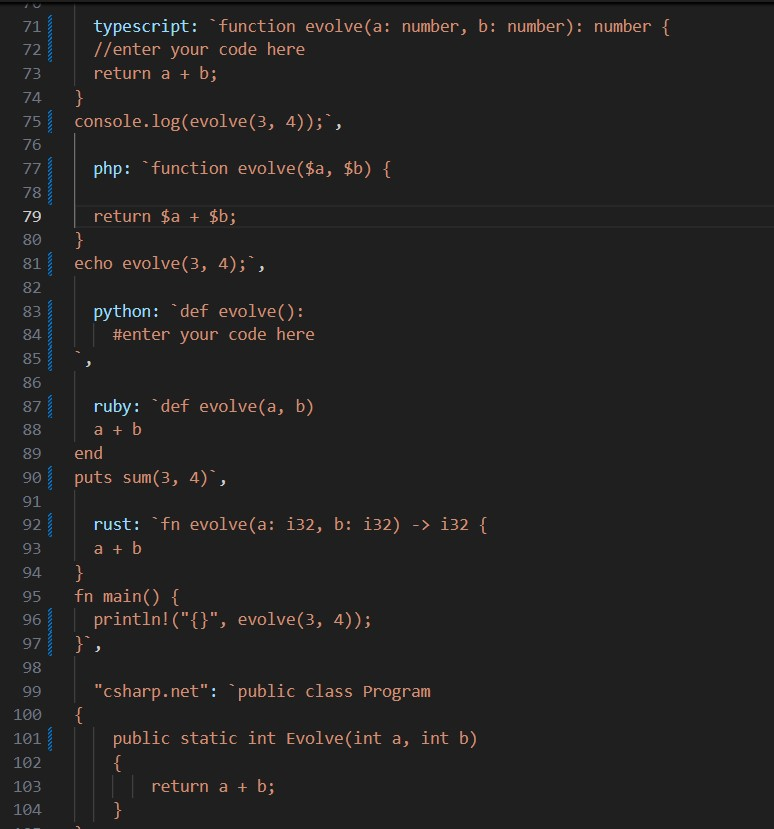 71 typescript: `function evolve(a: number, b: number): number {
72 //enter your code here
73 return a + b;
74 }
75 console.log(evolve(3, 4));`,
76
77 php: `function evolve($a, $b) {
78
79 return $a + $b;
80 }
81 echo evolve(3, 4);`,
82
83 python: `def evolve():
84 #enter your code here
85 `,
86
87 ruby: `def evolve(a, b)
88 a + b
89 end
90 puts sum(3, 4)`,
91
92 rust: `fn evolve(a: i32, b: i32) -> i32 {
93 a + b
94 }
95 fn main() {
96 println!("{}", evolve(3, 4));
97 }`,
98
99 "csharp.net": `public class Program
100 {
101 public static int Evolve(int a, int b)
102 {
103 return a + b;
104 }